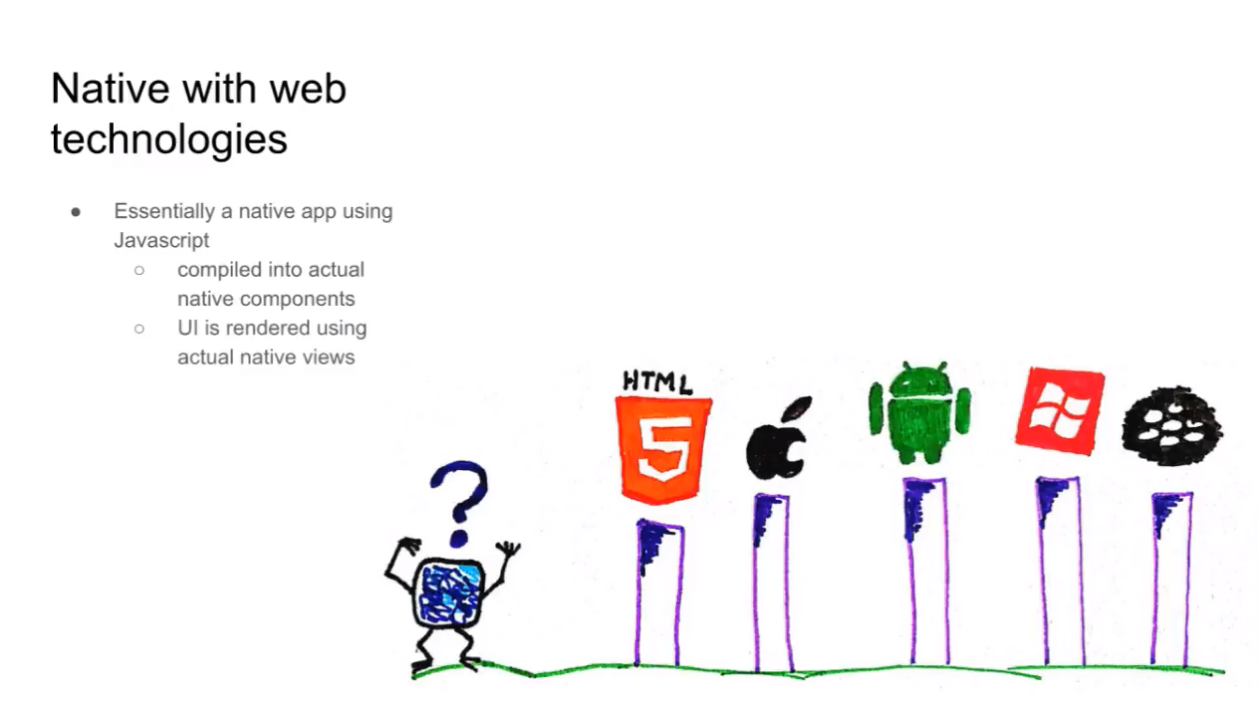 Native with web
technologies
● Essentially a native app using
Javascript
○ compiled into actual
native components
○ UI is rendered using
actual native views
HTML
5
?